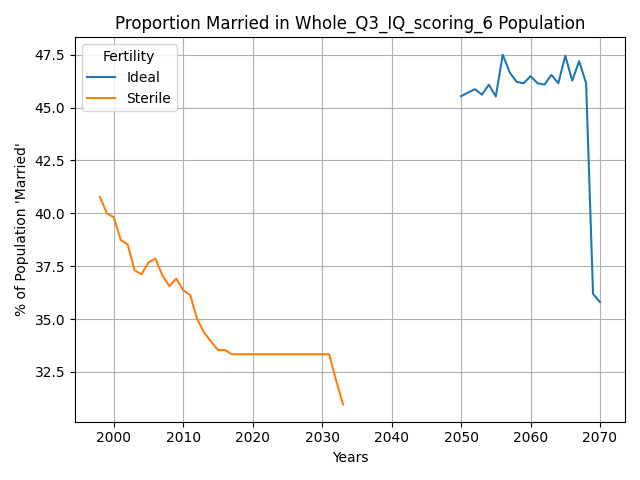 Proportion Married in Whole_Q3_IQ_scoring_6 Population
Fertility
Ideal
Sterile
% of Population 'Married'
47.5
45.0
42.5
40.0
37.5
35.0
32.5
2000 2010 2020 2030 2040 2050 2060 2070
Years